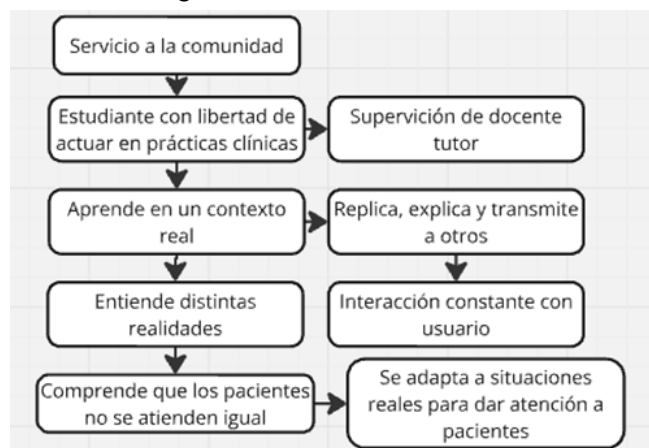 Servicio a la comunidad
Estudiante con libertad de
actuar en prácticas clínicas
Supervición de docente
tutor
Aprende en un contexto
real
Replica, explica y transmite
a otros
Entiende distintas
realidades
Interacción constante con
usuario
Comprende que los pacientes
no se atienden igual
Se adapta a situaciones
reales para dar atención a
pacientes